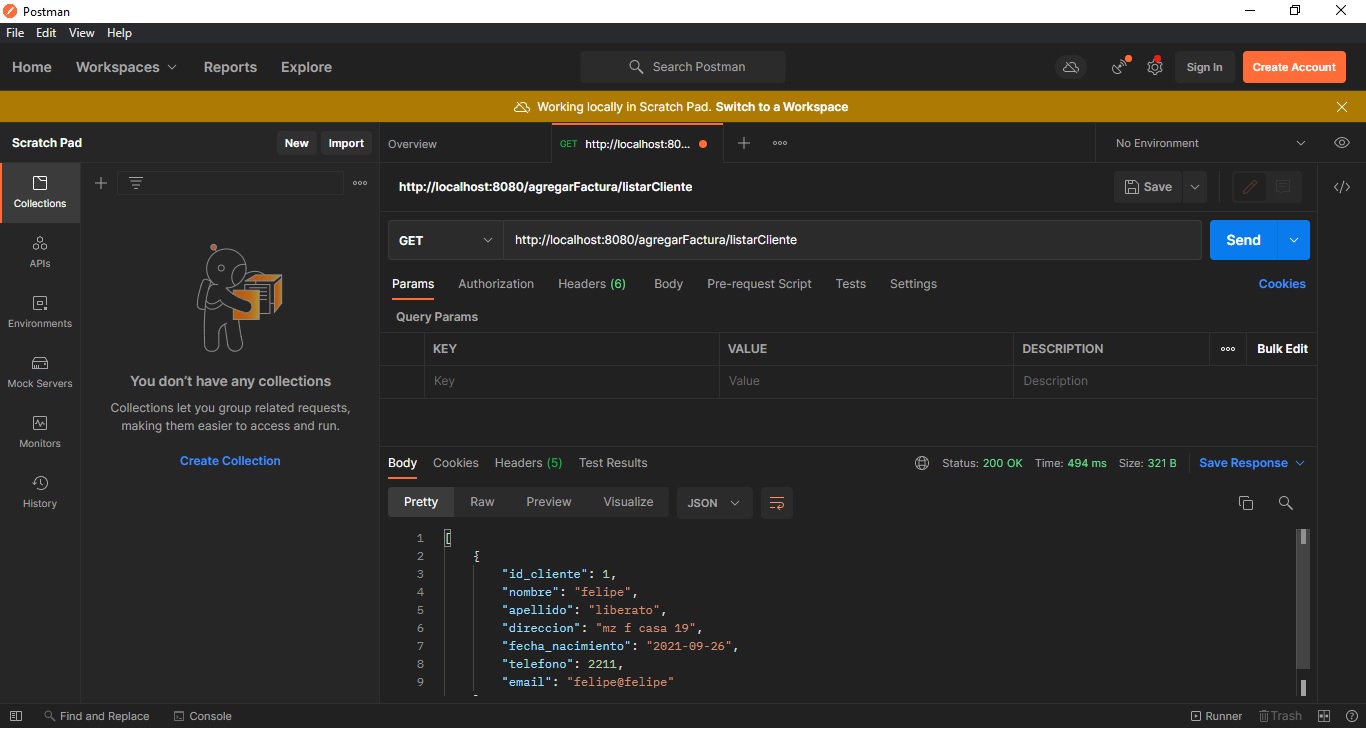 Postman
File Edit View Help
Home Workspaces Reports Explore Search Postman Sign In Create Account
Working locally in Scratch Pad. Switch to a Workspace
Scratch Pad New Import Overview GET http://localhost:80... No Environment
Collections
APIs
Environments
Mock Servers
Monitors
History
You don't have any collections
Collections let you group related requests,
making them easier to access and run.
Create Collection
http://localhost:8080/agregarFactura/listarCliente Save
GET http://localhost:8080/agregarFactura/listarCliente Send
Params Authorization Headers (6) Body Pre-request Script Tests Settings Cookies
Query Params
KEY VALUE DESCRIPTION Bulk Edit
Key Value Description
Body Cookies Headers (5) Test Results Status: 200 OK Time: 494 ms Size: 321 B Save Response
Pretty Raw Preview Visualize JSON
1 [
2 {
3 "id_cliente": 1,
4 "nombre": "felipe",
5 "apellido": "liberato",
6 "direccion": "mz f casa 19",
7 "fecha_nacimiento": "2021-09-26",
8 "telefono": 2211,
9 "email": "felipe@felipe"
Find and Replace Console Runner Trash